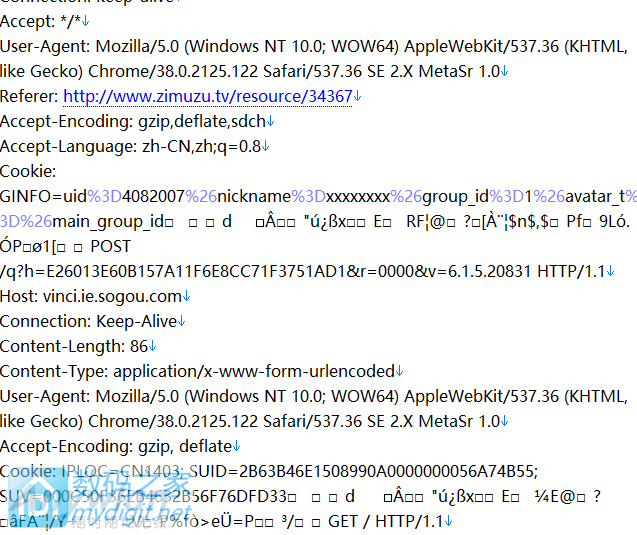 Connection: keep-alive
Accept: */*↓
User-Agent: Mozilla/5.0 (Windows NT 10.0; WOW64) AppleWebKit/537.36 (KHTML,
like Gecko) Chrome/38.0.2125.122 Safari/537.36 SE 2.X MetaSr 1.0↓
Referer: http://www.zimuzu.tv/resource/34367↓
Accept-Encoding: gzip,deflate,sdch↓
Accept-Language: zh-CN,zh;q=0.8↓
Cookie:
GINFO=uid%3D4082007%26nickname%3Dxxxxxxxx%26group_id%3D1%26avatar_t%
3D%26main_group_id□ □ □ d □Â□□ "ú¿ßx□□ E□ RF¦@□ ?□[À¨¦$n$,$□ Pf□ 9Ló.
ÓP□ø1[□ □ POST
/q?h=E26013E60B157A11F6E8CC71F3751AD1&r=0000&v=6.1.5.20831 HTTP/1.1↓
Host: vinci.ie.sogou.com↓
Connection: Keep-Alive↓
Content-Length: 86↓
Content-Type: application/x-www-form-urlencoded↓
User-Agent: Mozilla/5.0 (Windows NT 10.0; WOW64) AppleWebKit/537.36 (KHTML,
like Gecko) Chrome/38.0.2125.122 Safari/537.36 SE 2.X MetaSr 1.0↓
Accept-Encoding: gzip, deflate↓
Cookie: IPLOC=CN1403; SUID=2B63B46E1508990A0000000056A74B55;
□ □ □ d □Â□□ "ú¿ßx□□ E□ ¼E@□ ?
□âFA¨¦/Y P%fò>eÜ=P□□ ³/□ □ GET / HTTP/1.1↓
数码之家
mydigit.net